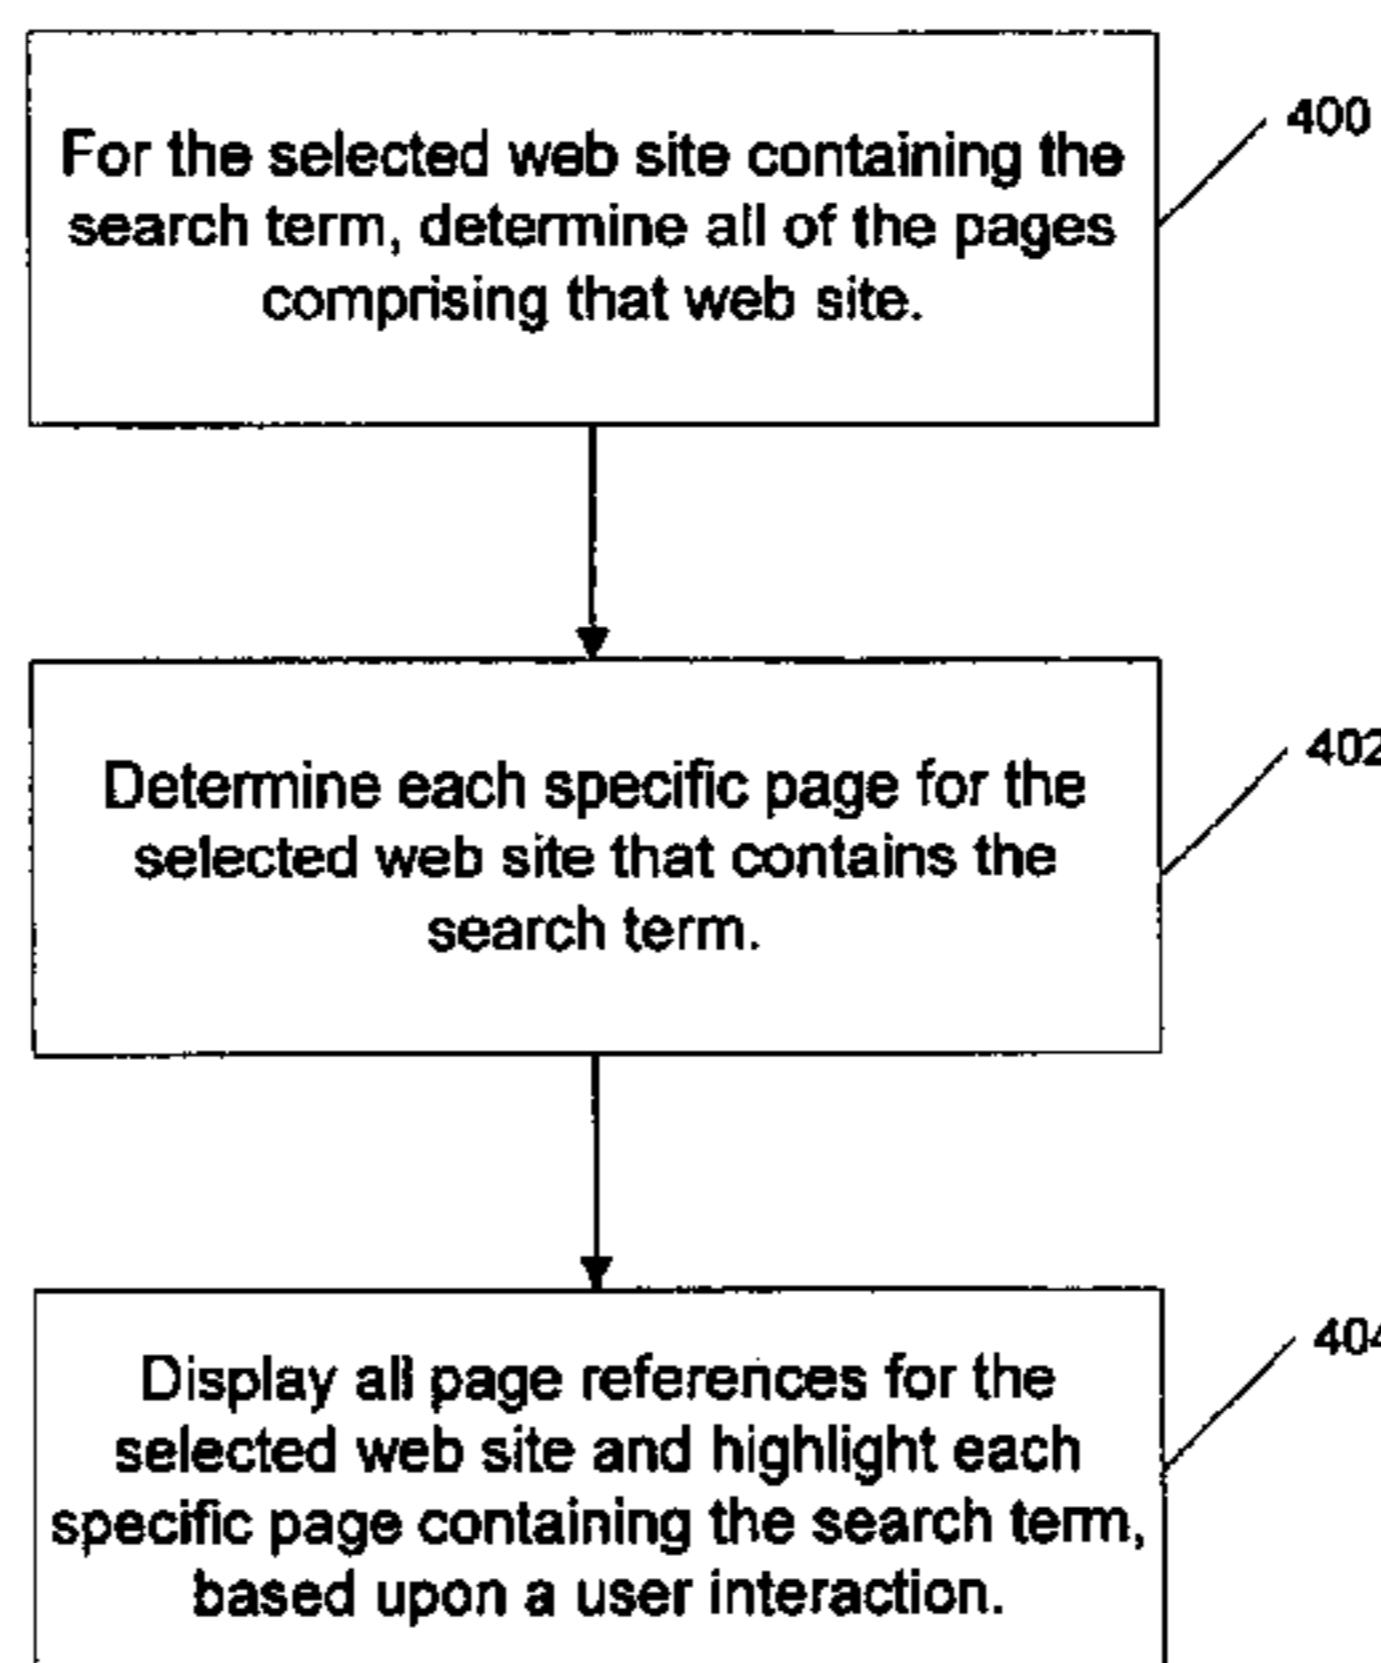 For the selected web site containing the
search term, determine all of the pages
comprising that web site.
400
Determine each specific page for the
selected web site that contains the
search term.
402
Display all page references for the
selected web site and highlight each
specific page containing the search term,
based upon a user interaction.
404